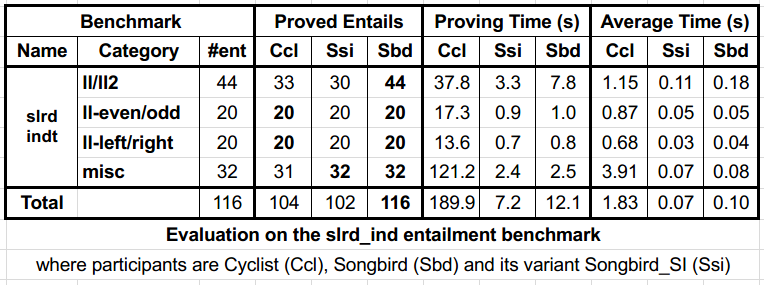 Benchmark Proved Entails Proving Time (s) Average Time (s)
Name Category #ent Ccl Ssi Sbd Ccl Ssi Sbd Ccl Ssi Sbd
ll/ll2 44 33 30 44 37.8 3.3 7.8 1.15 0.11 0.18
slrd
indt
ll-even/odd 20 20 20 20 17.3 0.9 1.0 0.87 0.05 0.05
ll-left/right 20 20 20 20 13.6 0.7 0.8 0.68 0.03 0.04
misc 32 31 32 32 121.2 2.4 2.5 3.91 0.07 0.08
Total 116 104 102 116 189.9 7.2 12.1 1.83 0.07 0.10
Evaluation on the slrd_ind entailment benchmark
where participants are Cyclist (Ccl), Songbird (Sbd) and its variant Songbird_SI (Ssi)